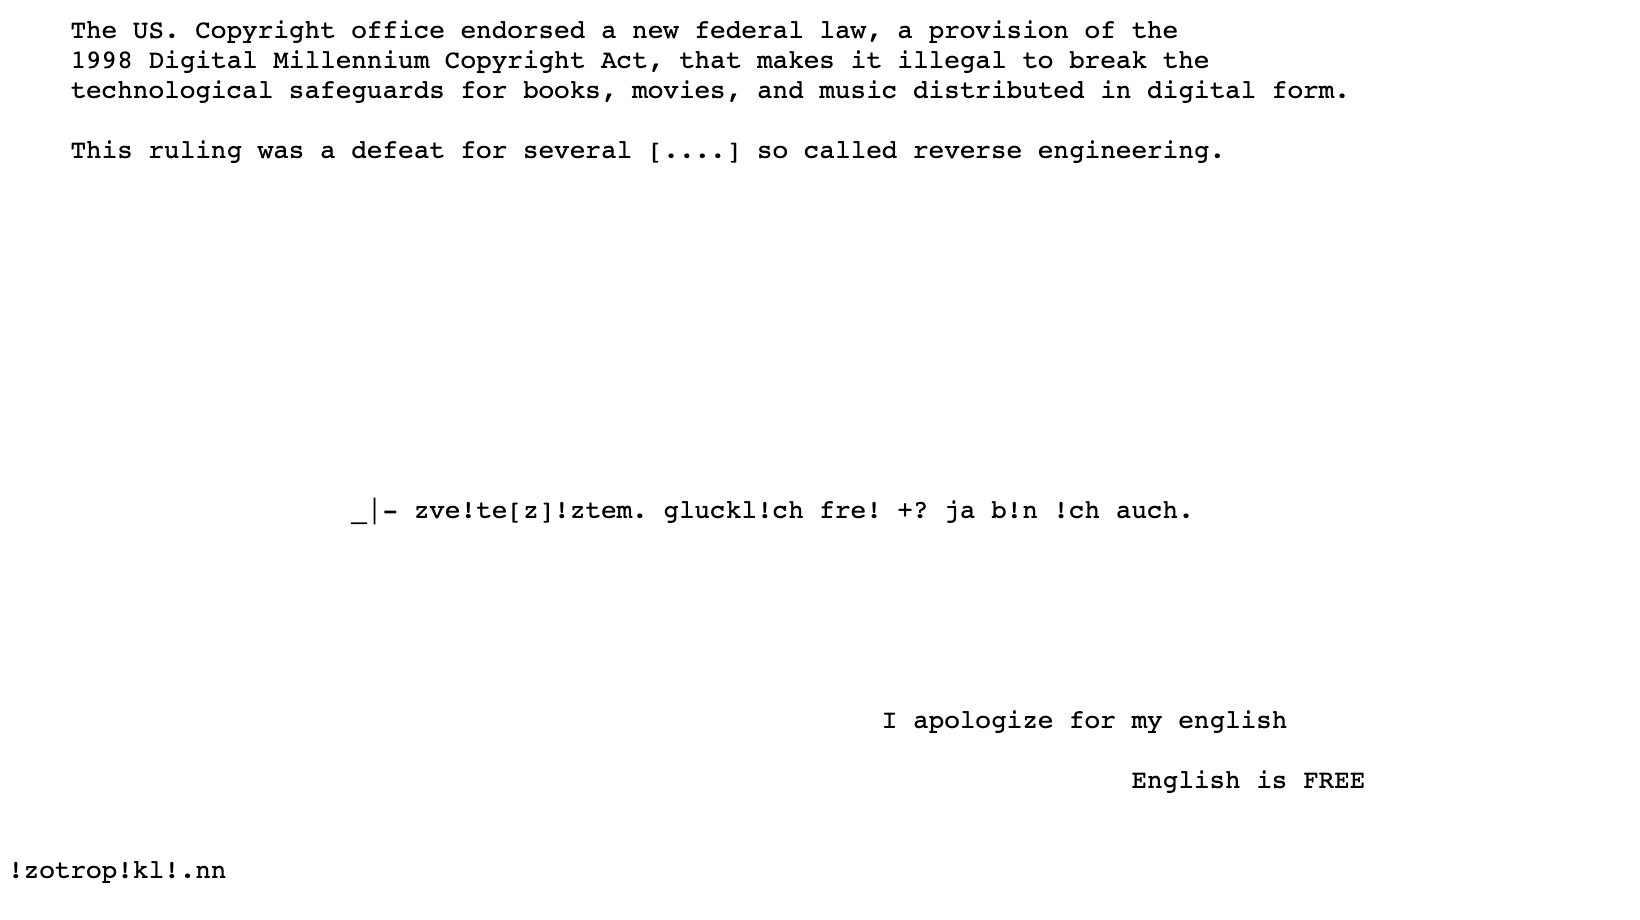 The US. Copyright office endorsed a new federal law, a provision of the
1998 Digital Millennium Copyright Act, that makes it illegal to break the
technological safeguards for books, movies, and music distributed in digital form.
This ruling was a defeat for several [....] so called reverse engineering.
_|- zve!te[z]!ztem. gluckl!ch fre! +? ja b!n !ch auch.
I apologize for my english
English is FREE
!zotrop!kl!.nn